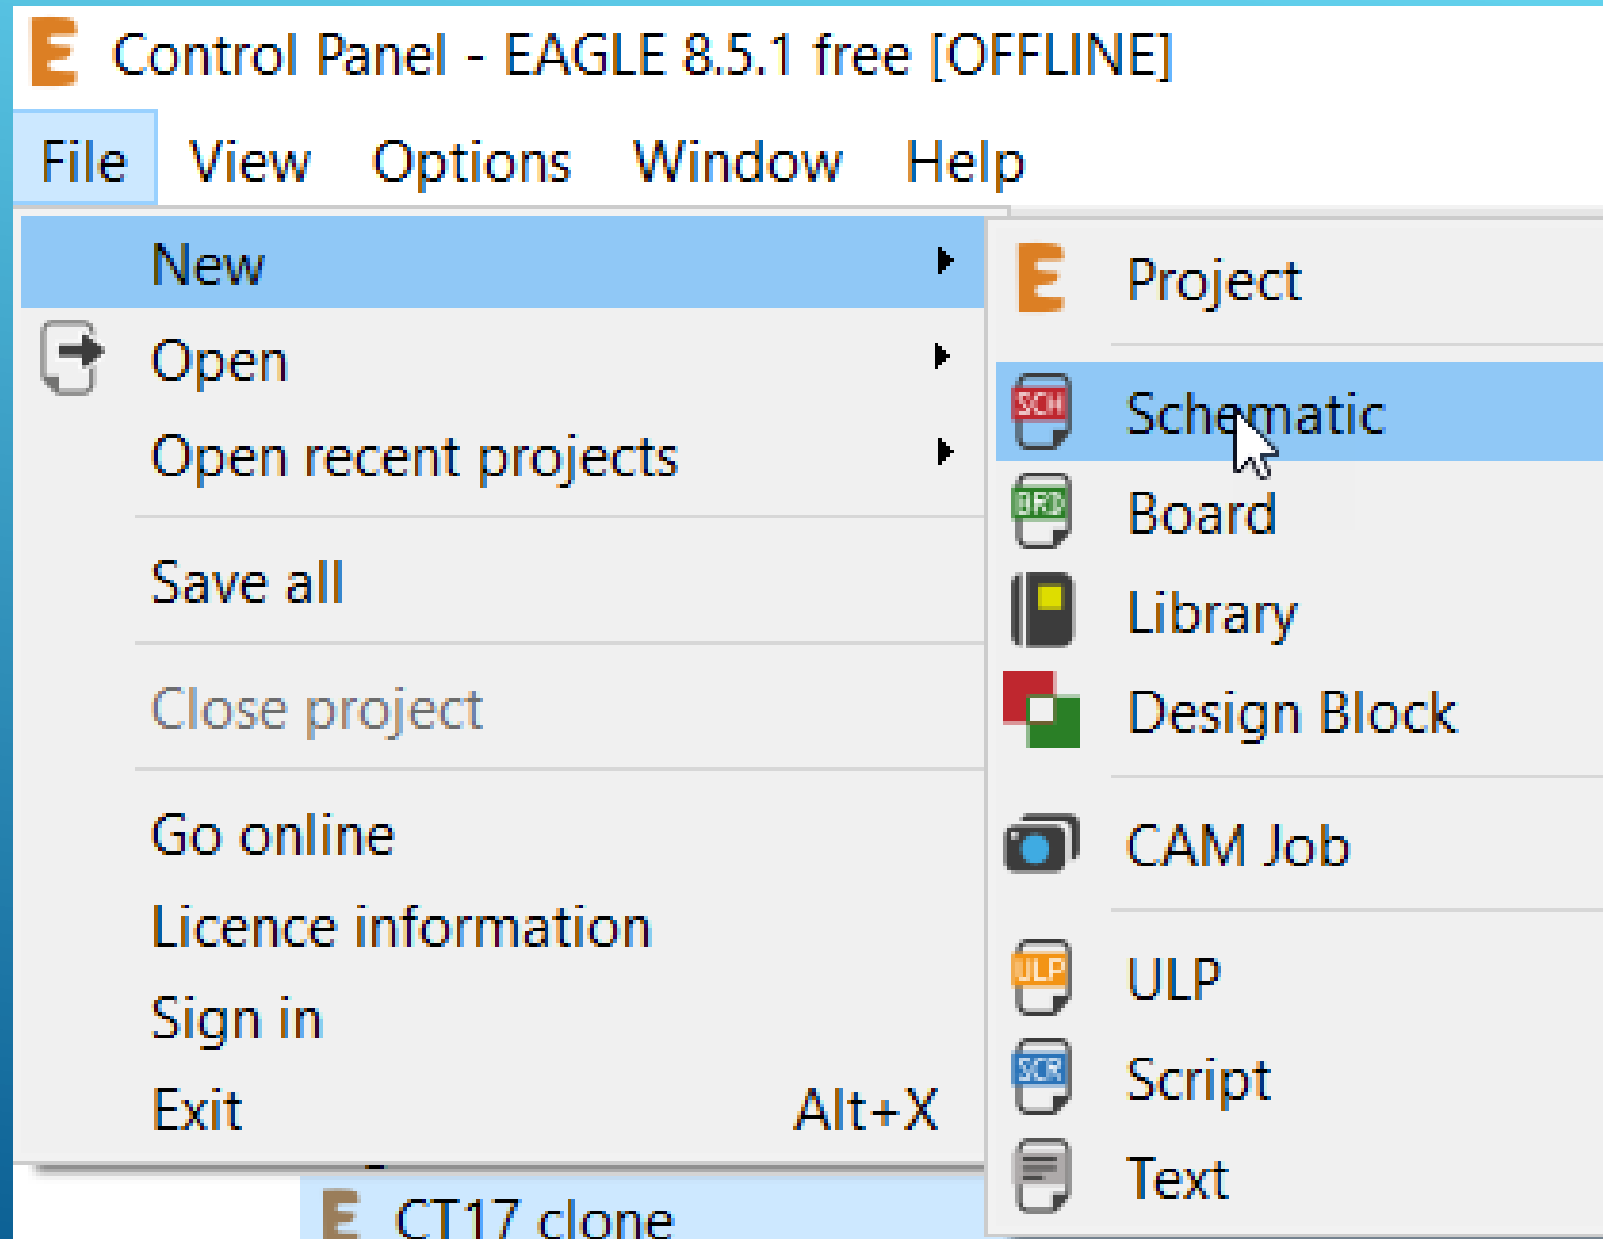 Control Panel - EAGLE 8.5.1 free [OFFLINE]
File View Options Window Help
New
Open
Open recent projects
Save all
Close project
Go online
Licence information
Sign in
Exit Alt+X
Project
SCH Schematic
BRD Board
Library
Design Block
CAM Job
ULP ULP
SCR Script
Text
CT17 clone